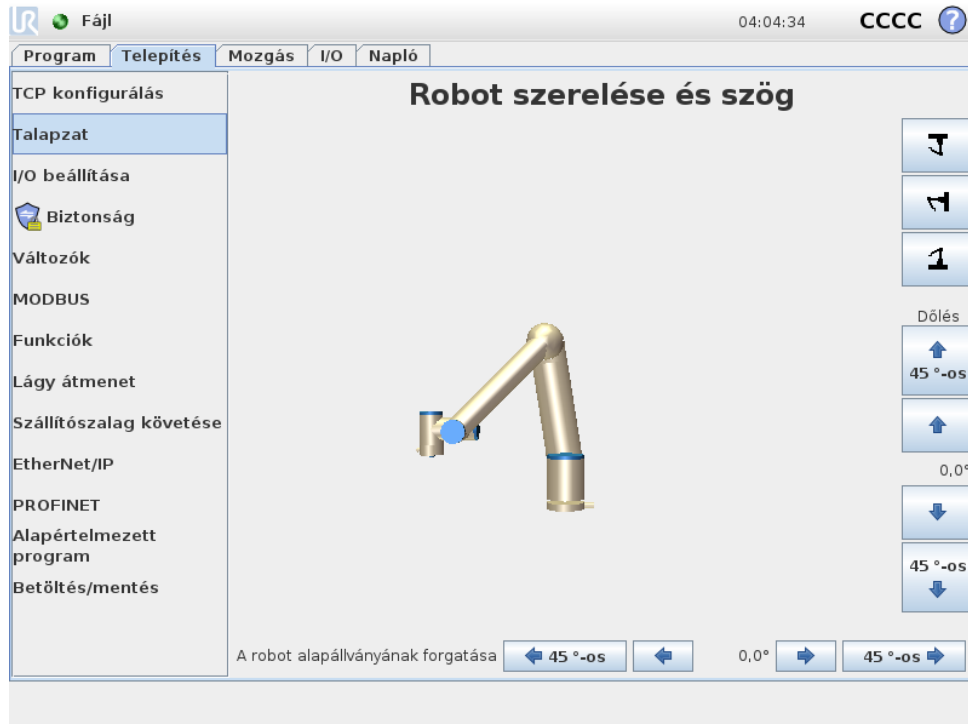 UR Fájl 04:04:34 CCCC ?
Program Telepítés Mozgás I/O Napló
TCP konfigurálás
Talapzat
I/O beállítása
Biztonság
Változók
MODBUS
Funkciók
Lágy átmenet
Szállítószalag követése
EtherNet/IP
PROFINET
Alapértelmezett
program
Betöltés/mentés
Robot szerelése és szög
Dőlés
45 °-os
0,0°
45 °-os
A robot alapállványának forgatása 45 °-os 0,0° 45 °-os